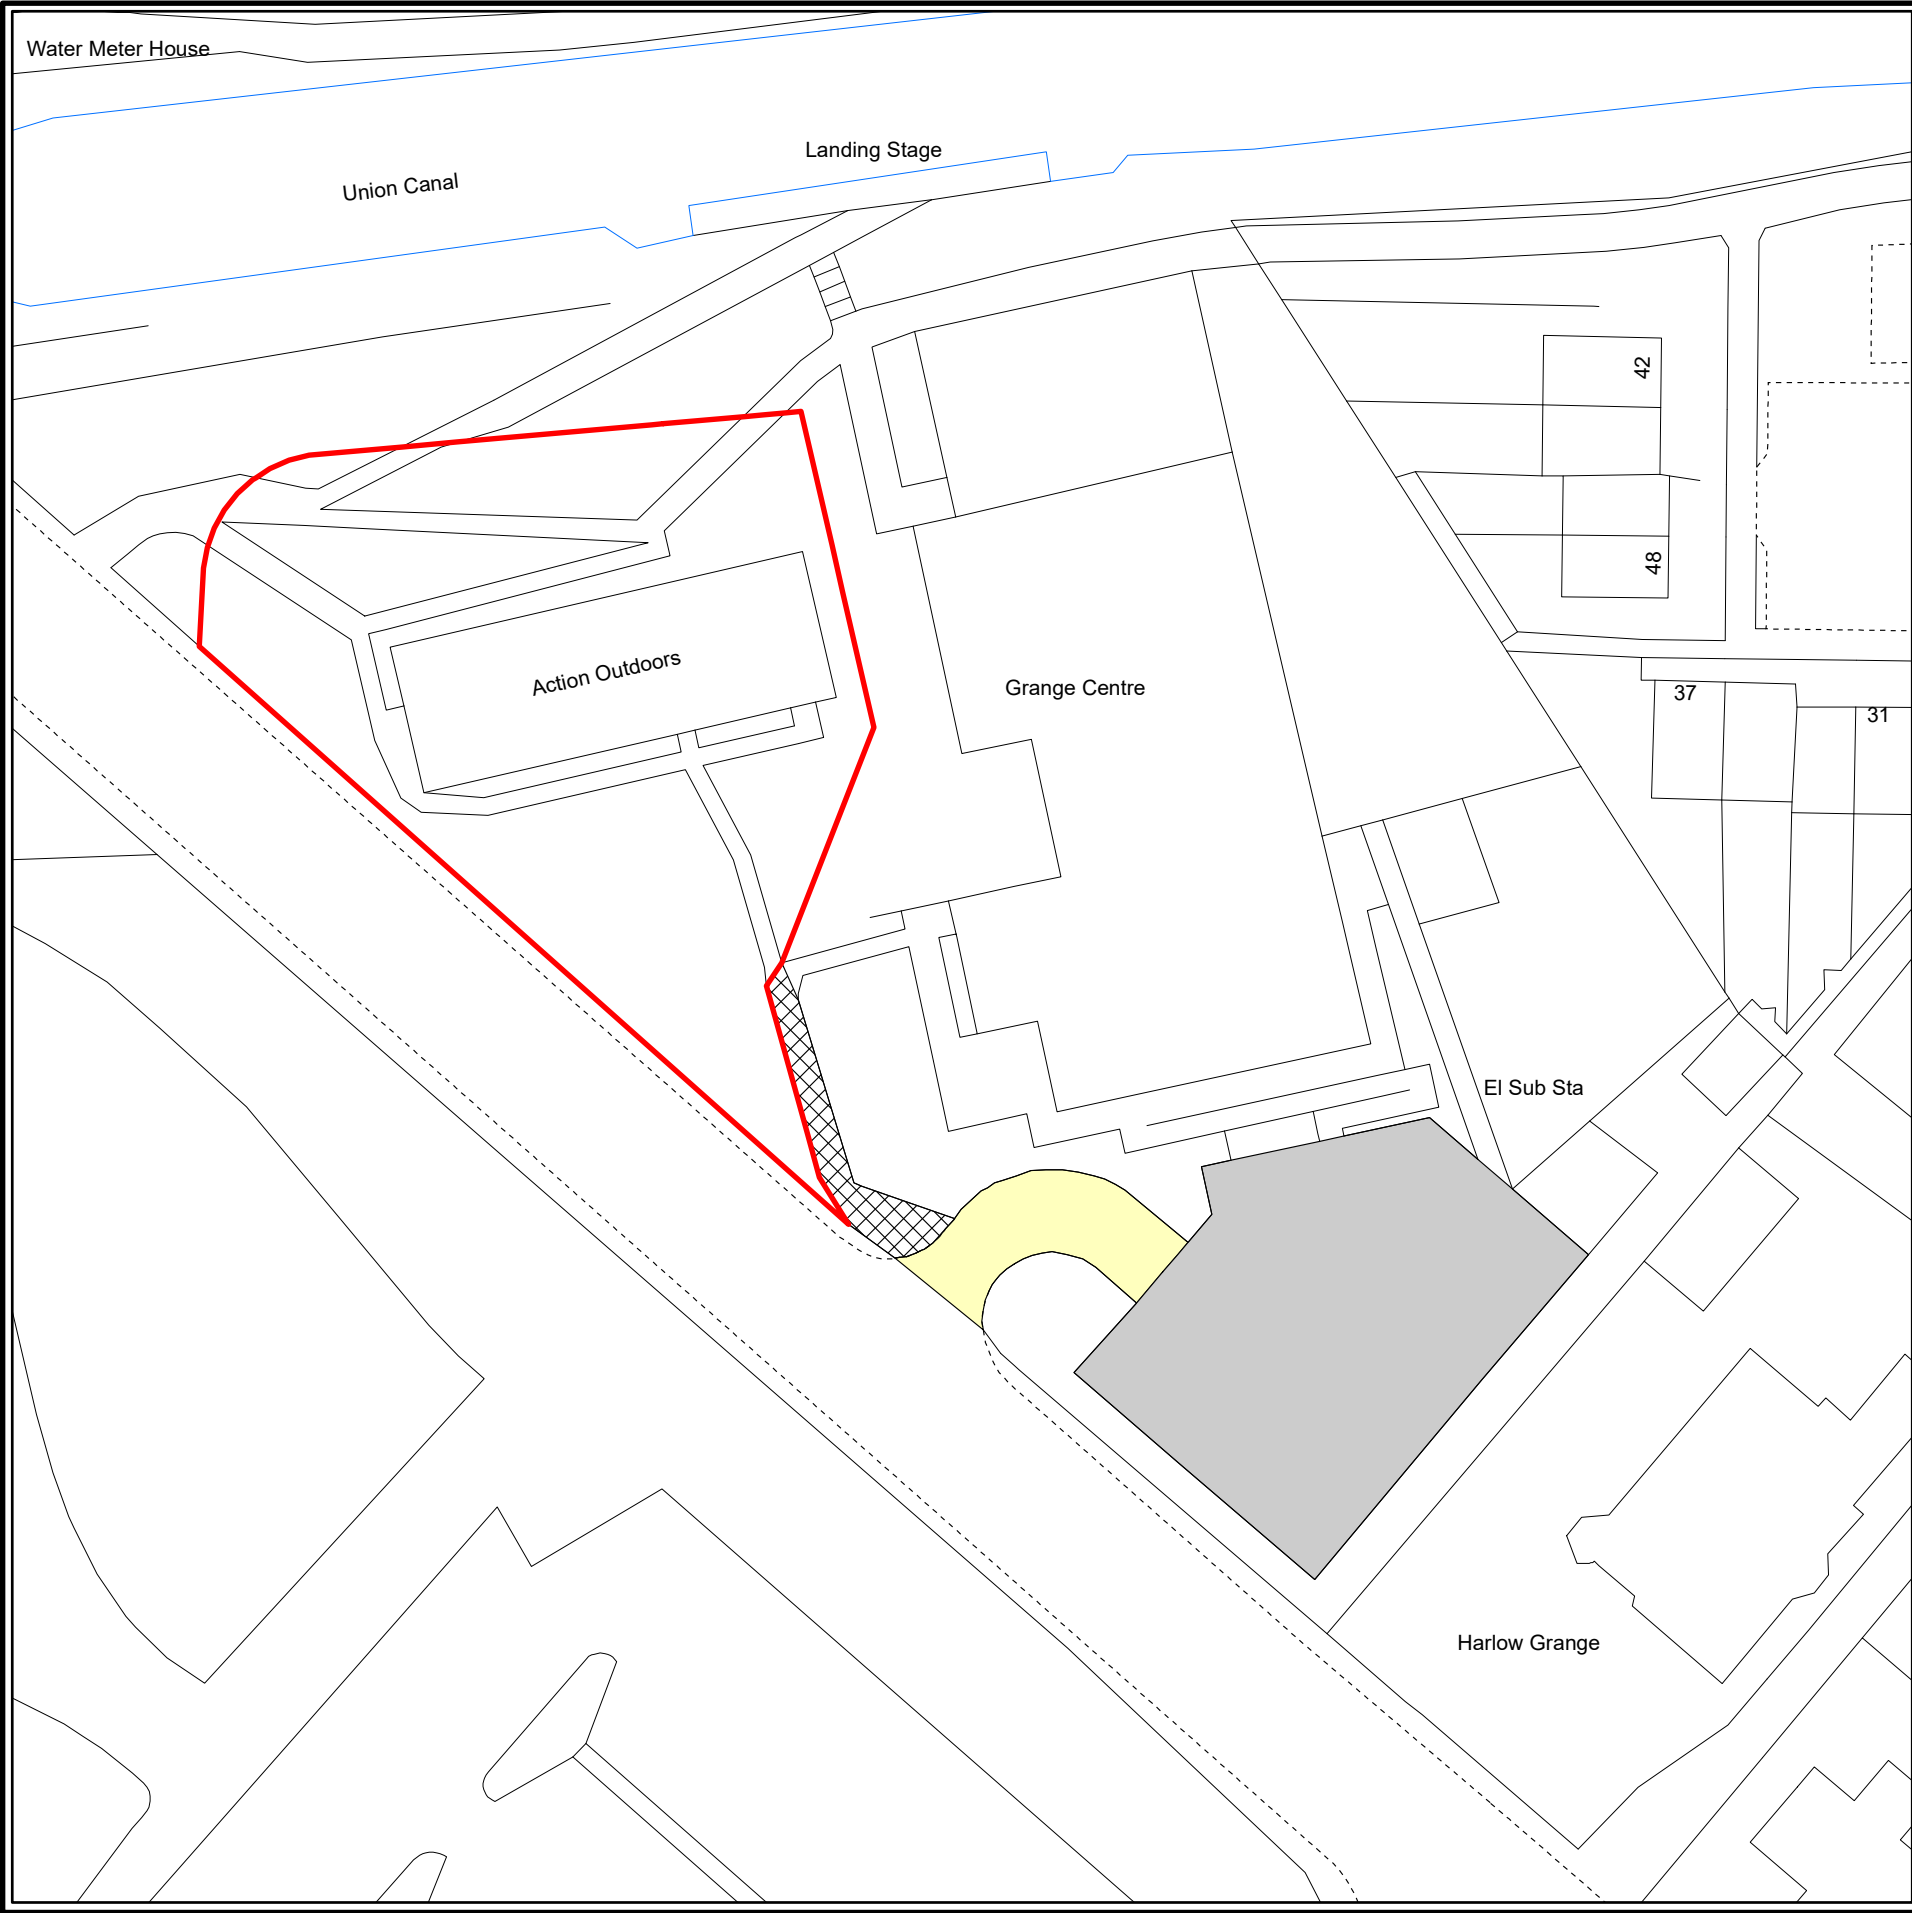 Water Meter House
Landing Stage
Union Canal
42
48
Action Outdoors
Grange Centre
37
31
El Sub Sta
Harlow Grange